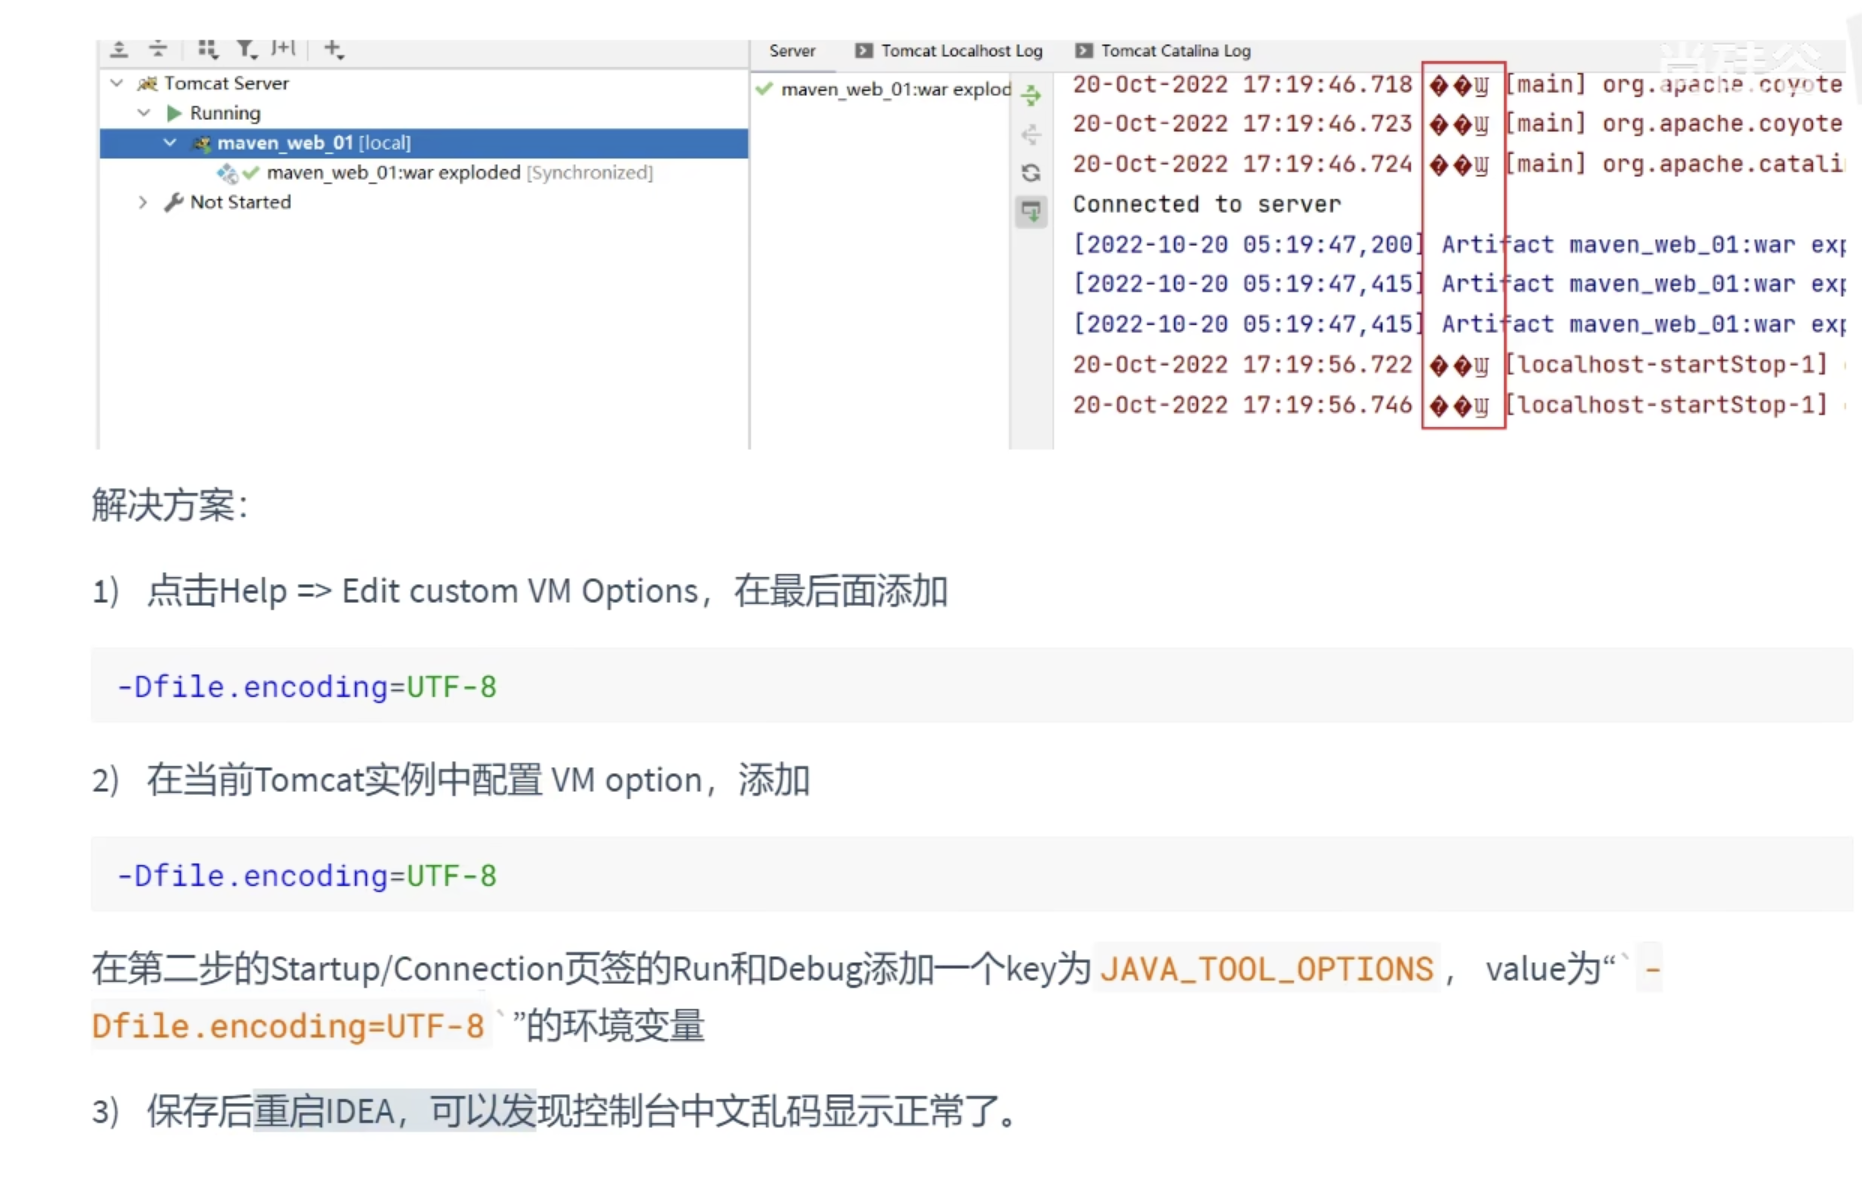 Server  Tomcat Localhost Log  Tomcat Catalina Log
尚硅谷
Tomcat Server
Running
maven_web_01 [local]
maven_web_01:war exploded [Synchronized]
Not Started
maven_web_01:war explod
20-Oct-2022 17:19:46.718 ��Ϣ [main] org.apache.coyote
20-Oct-2022 17:19:46.723 ��Ϣ [main] org.apache.coyote
20-Oct-2022 17:19:46.724 ��Ϣ [main] org.apache.catali
Connected to server
[2022-10-20 05:19:47,200] Artifact maven_web_01:war exp
[2022-10-20 05:19:47,415] Artifact maven_web_01:war exp
[2022-10-20 05:19:47,415] Artifact maven_web_01:war exp
20-Oct-2022 17:19:56.722 ��Ϣ [localhost-startStop-1]
20-Oct-2022 17:19:56.746 ��Ϣ [localhost-startStop-1]
解决方案：
1） 点击Help => Edit custom VM Options，在最后面添加
-Dfile.encoding=UTF-8
2） 在当前Tomcat实例中配置 VM option，添加
-Dfile.encoding=UTF-8
在第二步的Startup/Connection页签的Run和Debug添加一个key为 JAVA_TOOL_OPTIONS ， value为“` -
Dfile.encoding=UTF-8 `”的环境变量
3） 保存后重启IDEA，可以发现控制台中文乱码显示正常了。